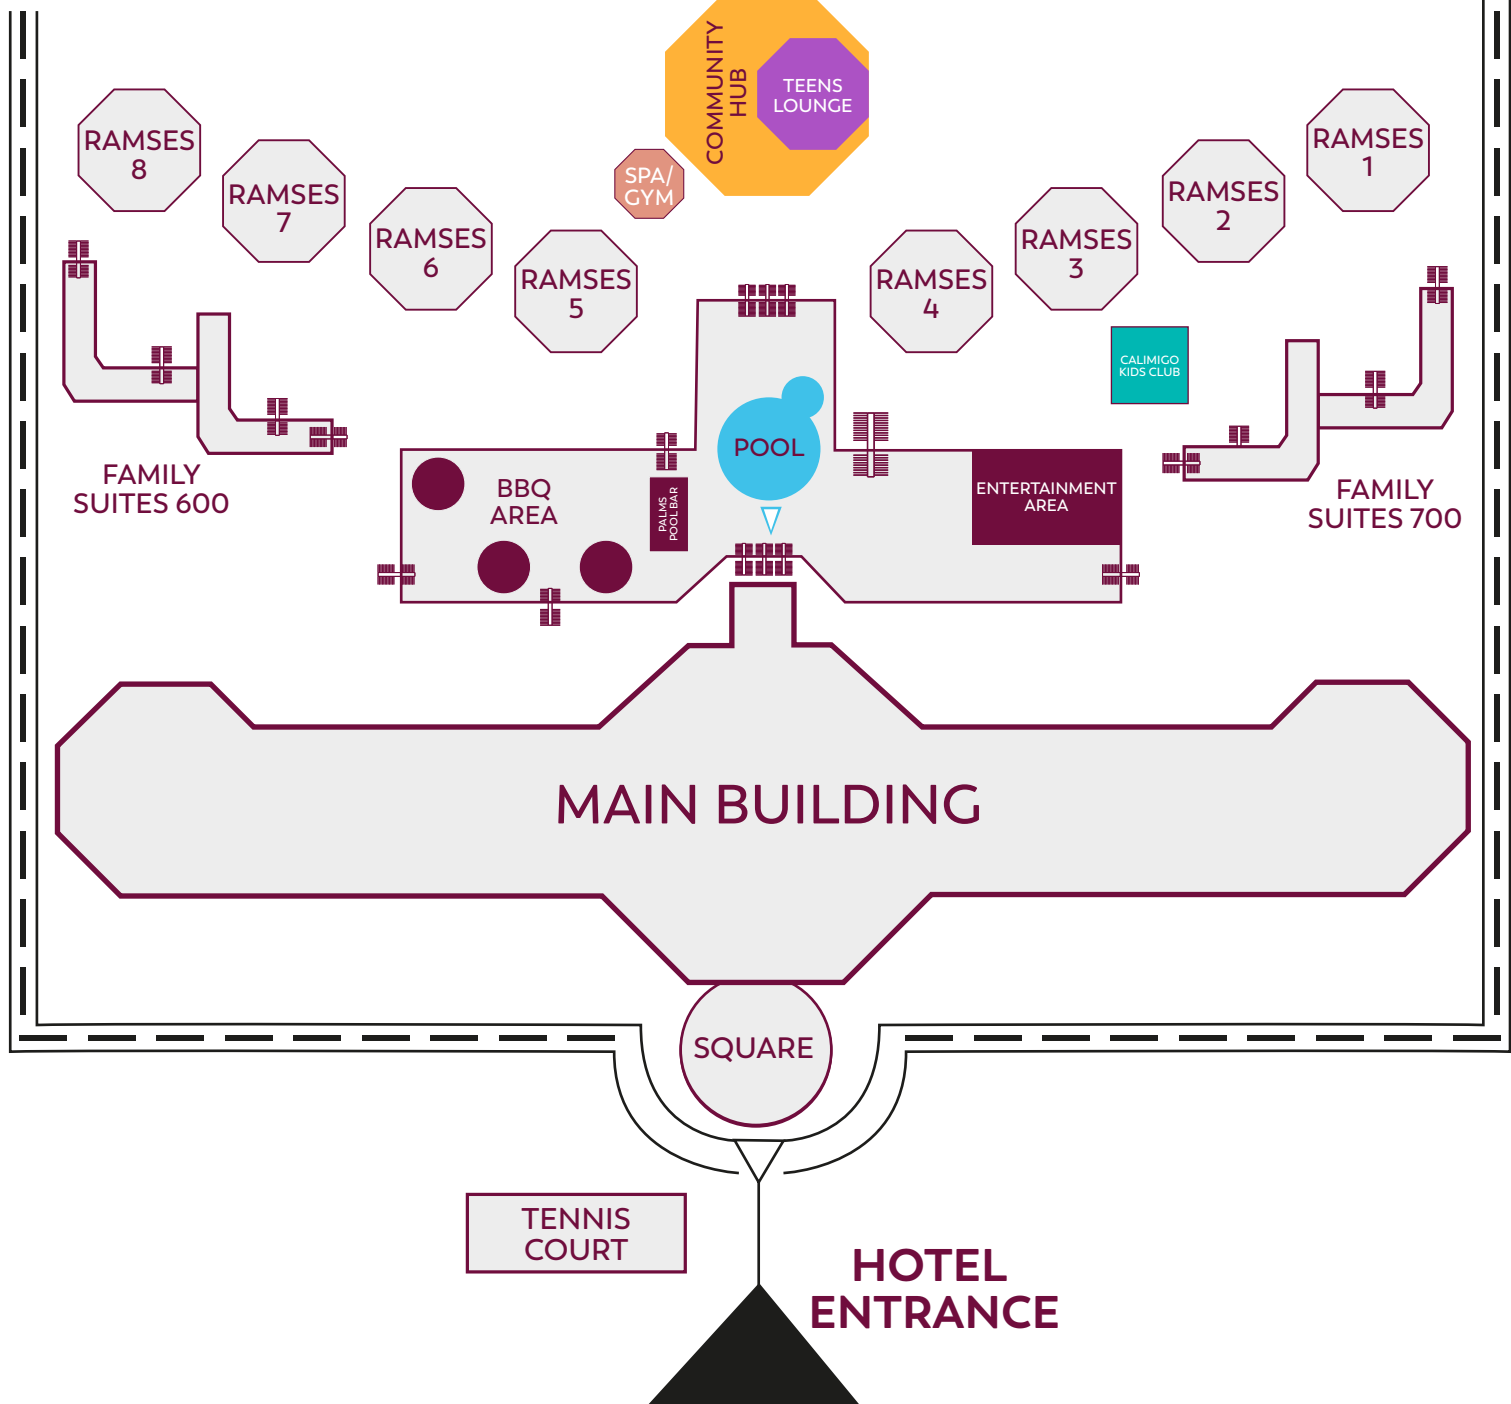 COMMUNITY
HUB
TEENS
LOUNGE
SPA/
GYM
RAMSES
8
RAMSES
7
RAMSES
6
RAMSES
5
RAMSES
4
RAMSES
3
RAMSES
2
RAMSES
1
CALIMIGO
KIDS CLUB
FAMILY
SUITES 600
BBQ
AREA
PALMS
POOL BAR
POOL
ENTERTAINMENT
AREA
FAMILY
SUITES 700
MAIN BUILDING
SQUARE
TENNIS
COURT
HOTEL
ENTRANCE